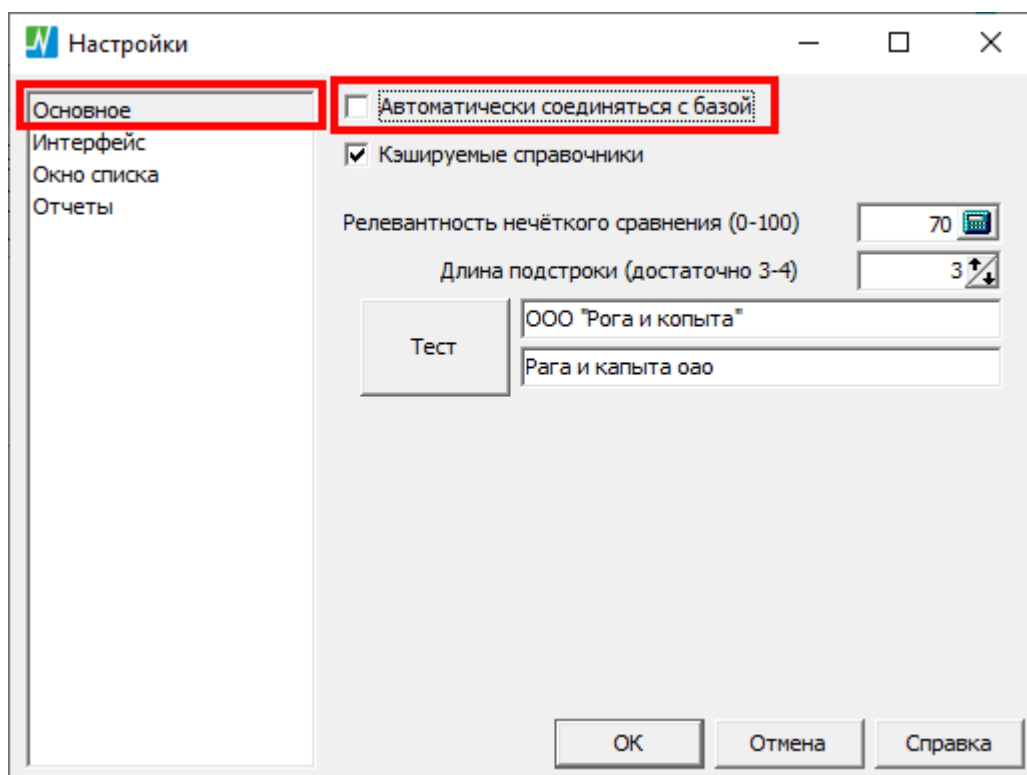 Настройки
Основное
Интерфейс
Окно списка
Отчеты
Автоматически соединяться с базой
Кэшируемые справочники
Релевантность нечёткого сравнения (0-100)
70
Длина подстроки (достаточно 3-4)
3
Тест
ООО "Рога и копыта"
Рага и капыта оао
ОК
Отмена
Справка